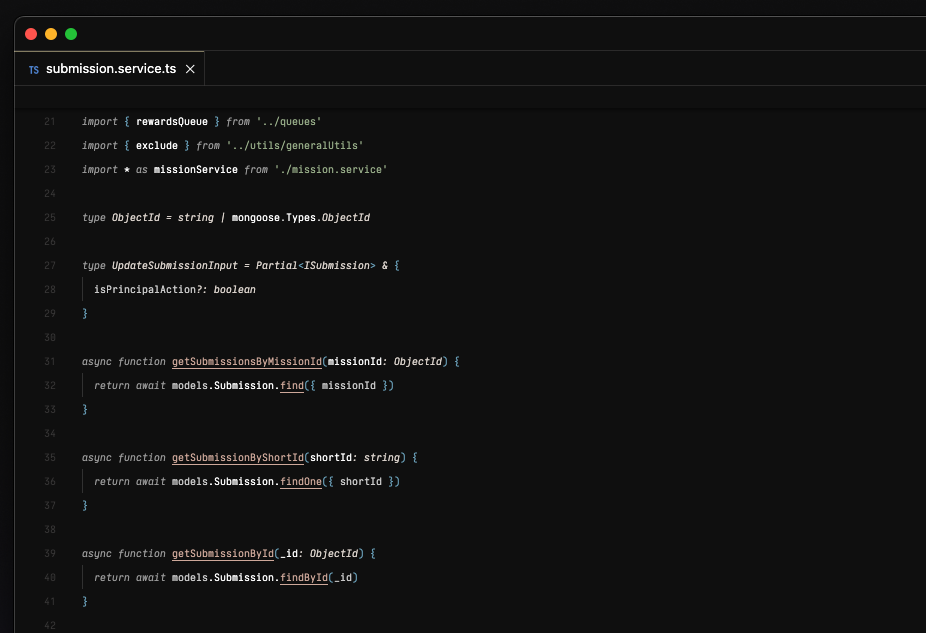 TS submission.service.ts ×
21 import { rewardsQueue } from '../queues'
22 import { exclude } from '../utils/generalUtils'
23 import * as missionService from './mission.service'
24
25 type ObjectId = string | mongoose.Types.ObjectId
26
27 type UpdateSubmissionInput = Partial<ISubmission> & {
28 isPrincipalAction?: boolean
29 }
30
31 async function getSubmissionsByMissionId(missionId: ObjectId) {
32 return await models.Submission.find({ missionId })
33 }
34
35 async function getSubmissionByShortId(shortId: string) {
36 return await models.Submission.findOne({ shortId })
37 }
38
39 async function getSubmissionById(_id: ObjectId) {
40 return await models.Submission.findById(_id)
41 }
42